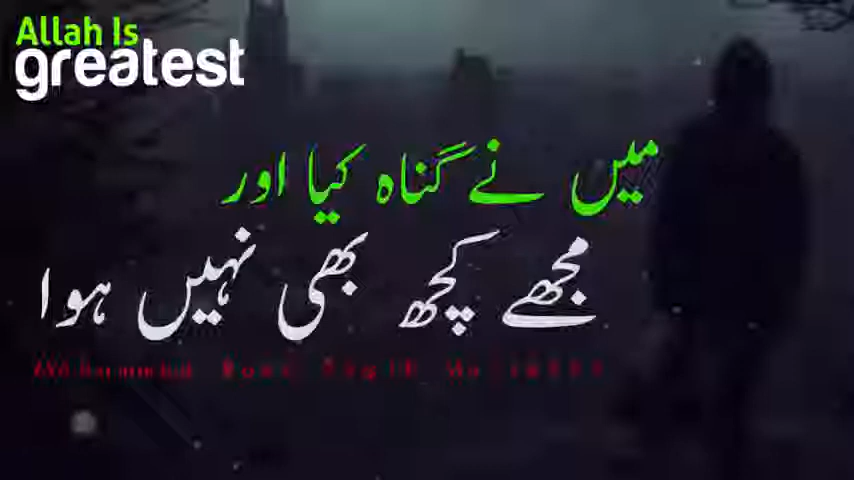 Allah Is
greatest
میں نے گناہ کیا اور
مجھے کچھ بھی نہیں ہوا